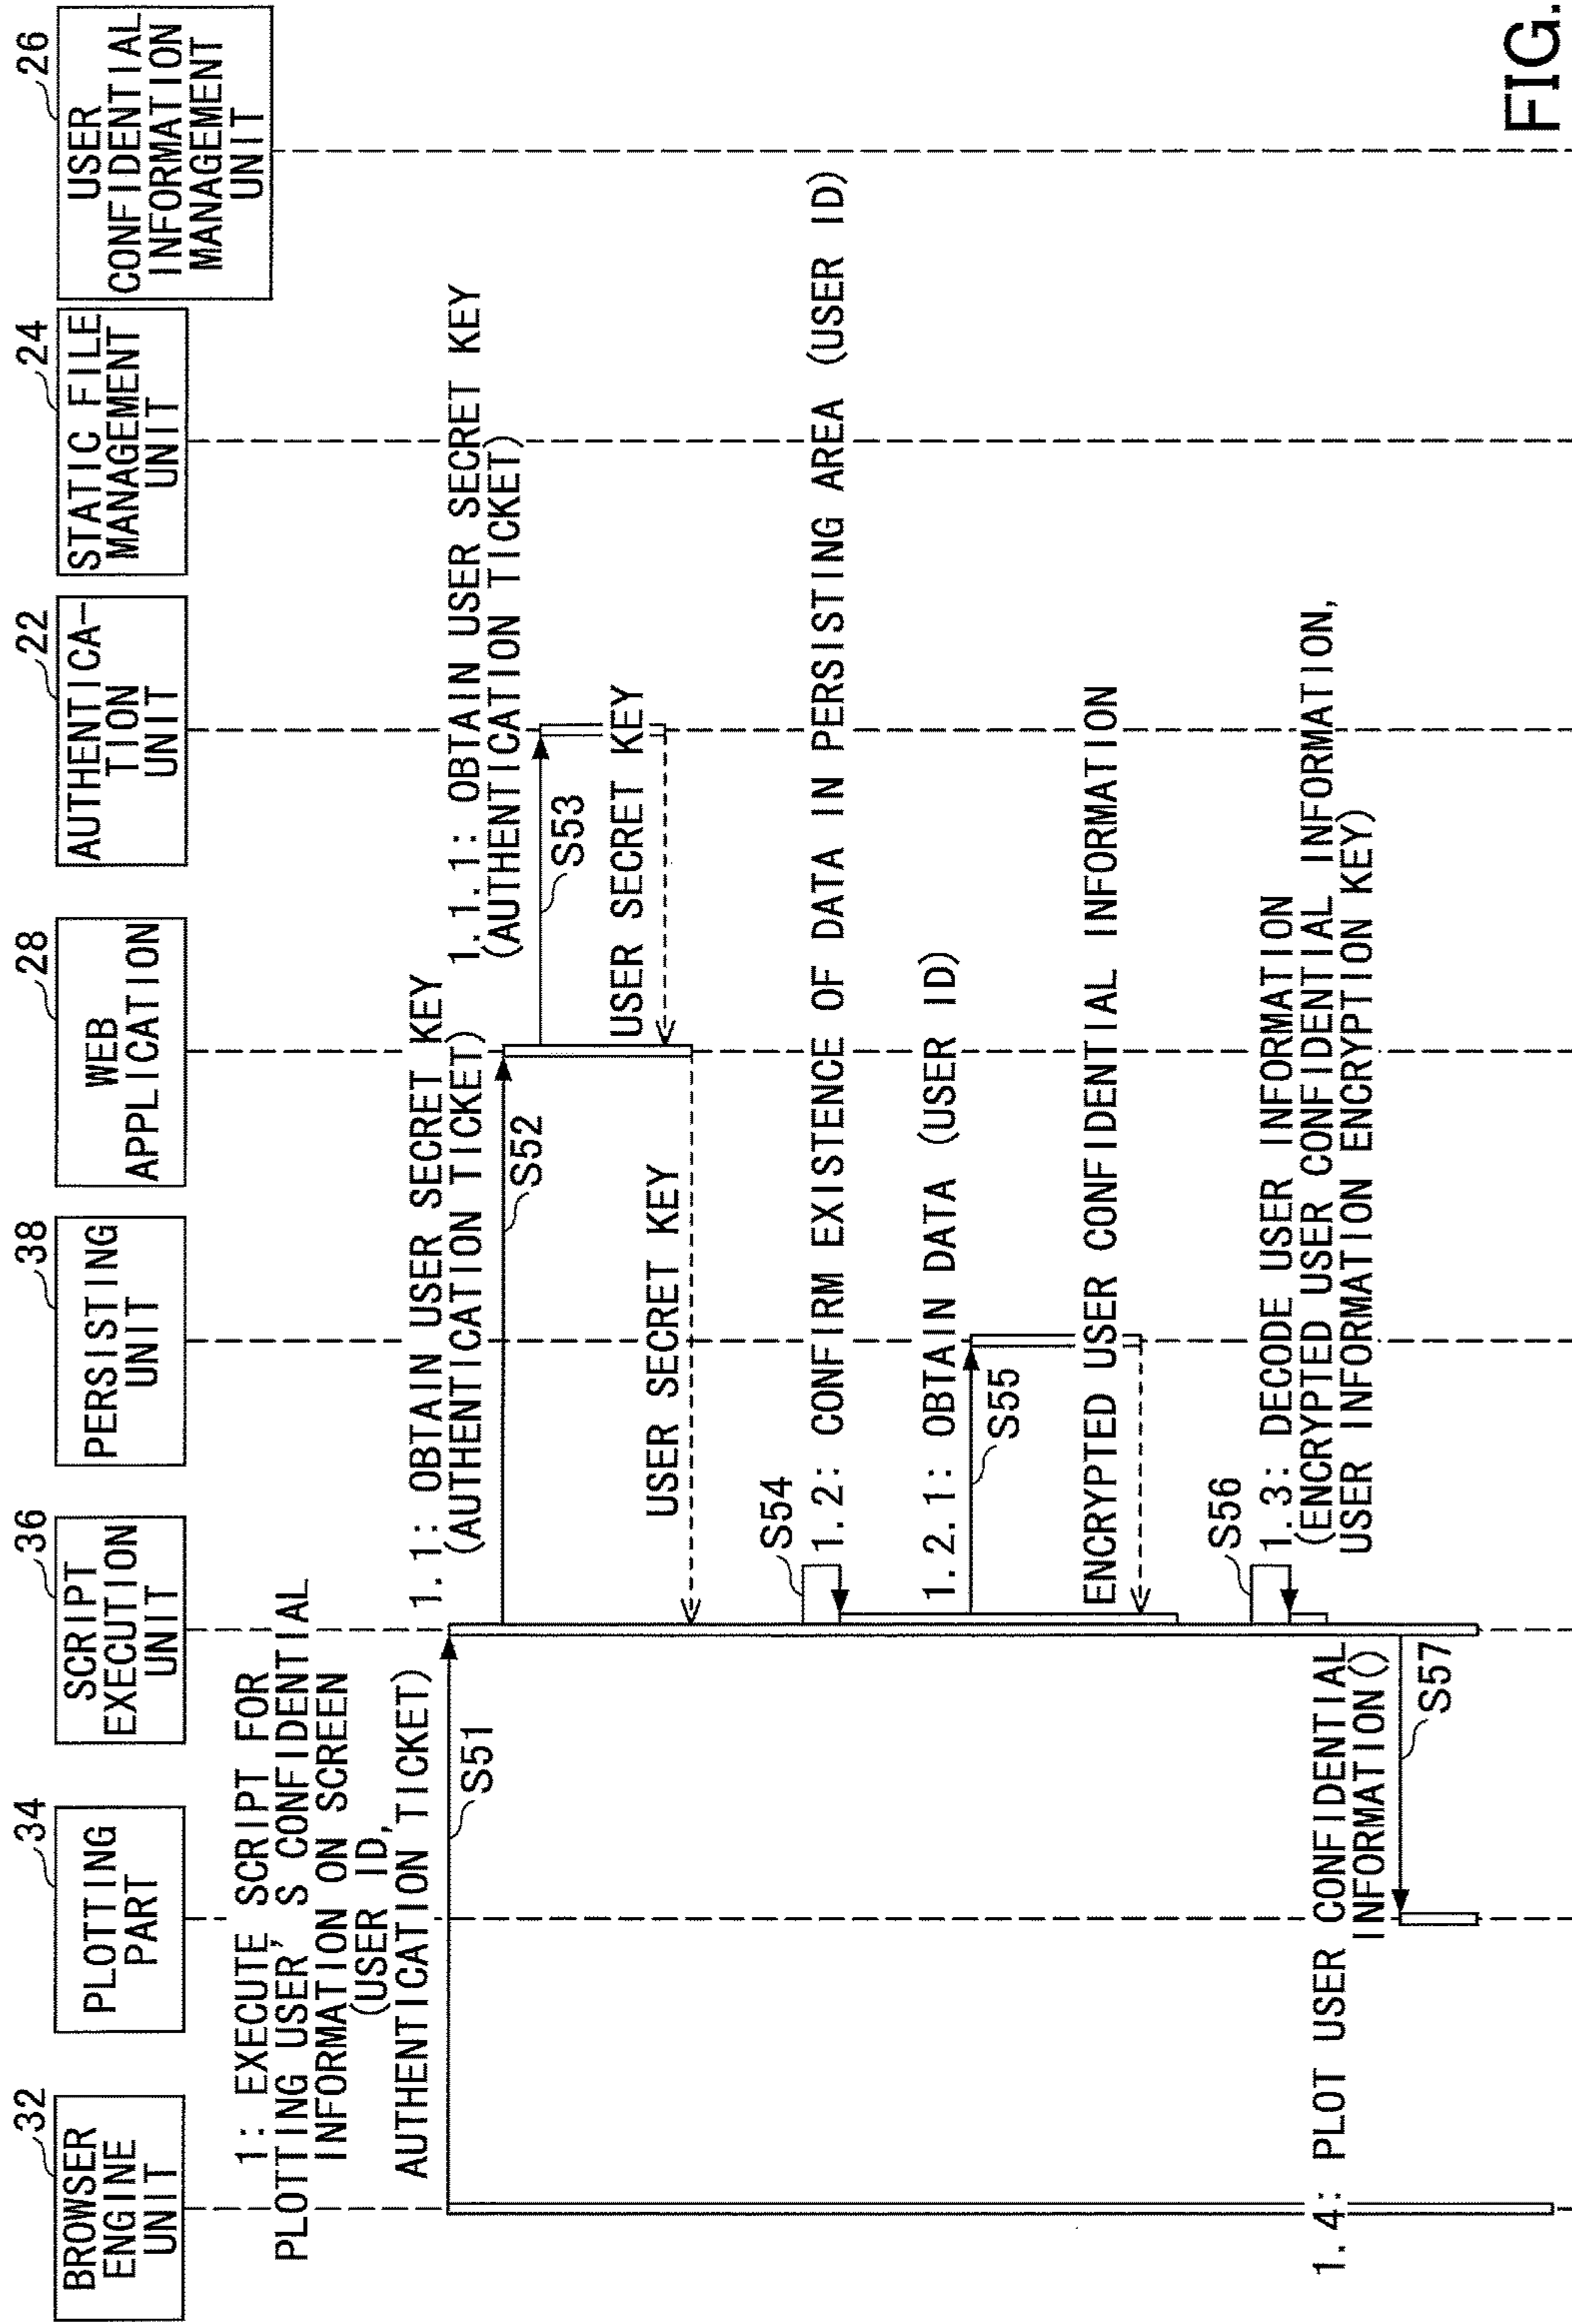 32
BROWSER
ENGINE
UNIT
34
PLOTTING
PART
36
SCRIPT
EXECUTION
UNIT
38
PERSISTING
UNIT
28
WEB
APPLICATION
22
AUTHENTICA-
TION
UNIT
24
STATIC FILE
MANAGEMENT
UNIT
26
USER
CONFIDENTIAL
INFORMATION
MANAGEMENT
UNIT
1: EXECUTE SCRIPT FOR
PLOTTING USER'S CONFIDENTIAL
INFORMATION ON SCREEN
(USER ID,
AUTHENTICATION TICKET)
S51
1.1: OBTAIN USER SECRET KEY
(AUTHENTICATION TICKET)
S52
1.1.1: OBTAIN USER SECRET KEY
(AUTHENTICATION TICKET)
S53
USER SECRET KEY
USER SECRET KEY
S54
1.2: CONFIRM EXISTENCE OF DATA IN PERSISTING AREA (USER ID)
1.2.1: OBTAIN DATA (USER ID)
S55
ENCRYPTED USER CONFIDENTIAL INFORMATION
S56
1.3: DECODE USER INFORMATION
(ENCRYPTED USER CONFIDENTIAL INFORMATION,
USER INFORMATION ENCRYPTION KEY)
1.4: PLOT USER CONFIDENTIAL
INFORMATION()
S57
FIG.